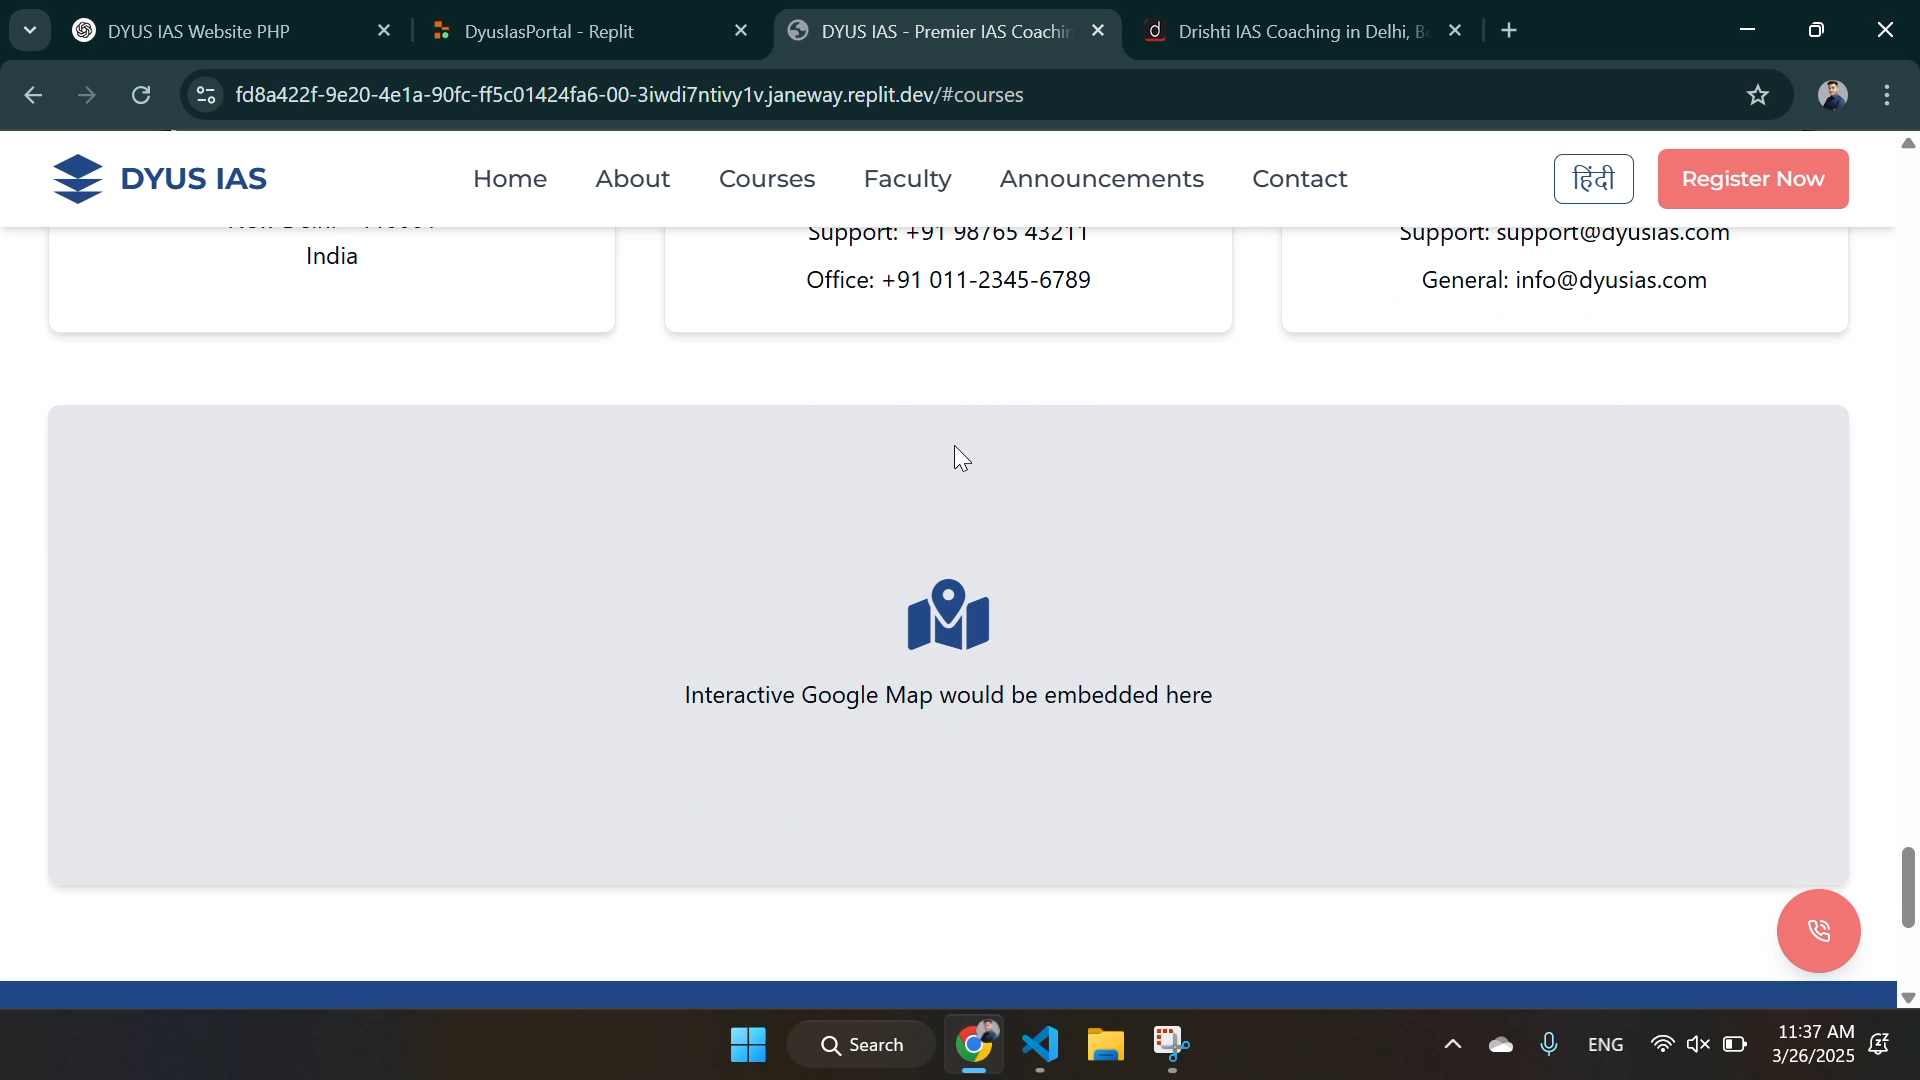 DYUS IAS Website PHP
DyusIasPortal - Replit
DYUS IAS - Premier IAS Coachin
Drishti IAS Coaching in Delhi, B
fd8a422f-9e20-4e1a-90fc-ff5c01424fa6-00-3iwdi7ntivy1v.janeway.replit.dev/#courses
DYUS IAS
Home
About
Courses
Faculty
Announcements
Contact
हिंदी
Register Now
India
Support: +91 98765 43211
Office: +91 011-2345-6789
Support: support@dyusias.com
General: info@dyusias.com
Interactive Google Map would be embedded here
Search
ENG
11:37 AM
3/26/2025